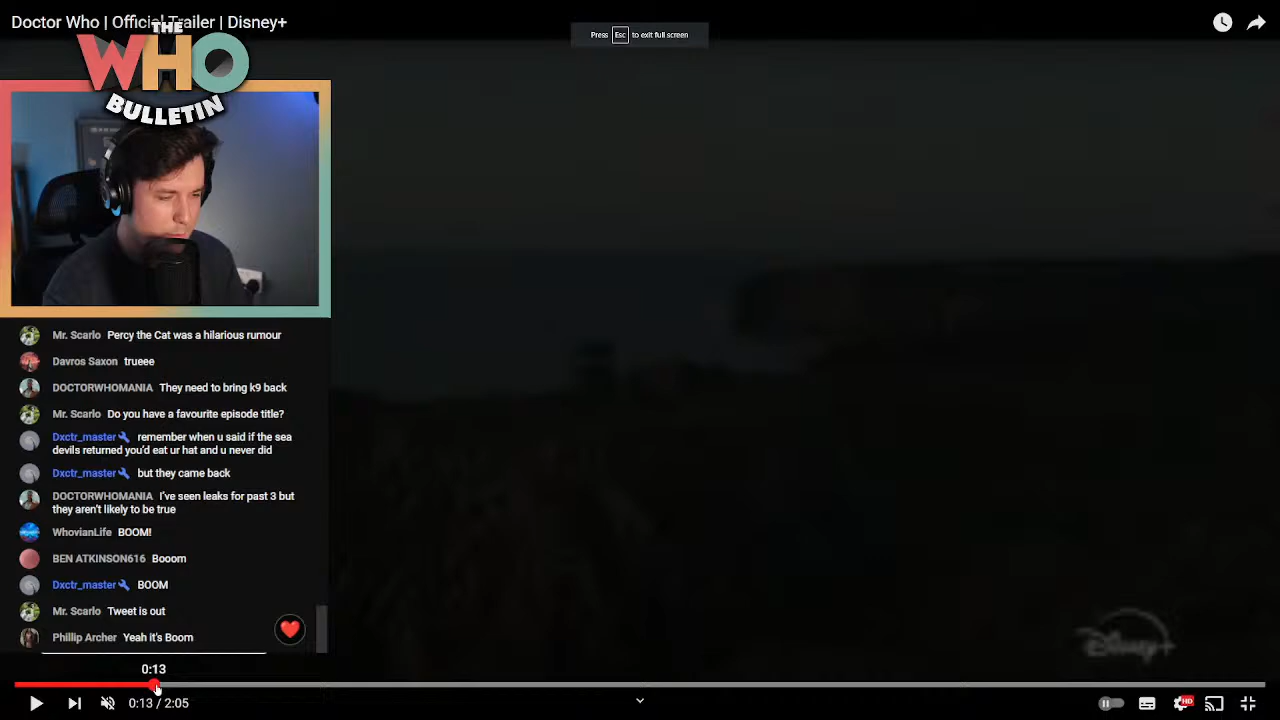 Doctor Who | Official Trailer | Disney+
Press Esc to exit full screen
THE
WHO
BULLETIN
Mr. Scarlo Percy the Cat was a hilarious rumour
Davros Saxon trueee
DOCTORWHOMANIA They need to bring k9 back
Mr. Scarlo Do you have a favourite episode title?
Dxctr_master remember when u said if the sea
devils returned you'd eat ur hat and u never did
Dxctr_master but they came back
DOCTORWHOMANIA I've seen leaks for past 3 but
they aren't likely to be true
WhovianLife BOOM!
BEN ATKINSON616 Booom
Dxctr_master BOOM
Mr. Scarlo Tweet is out
Phillip Archer Yeah it's Boom
Disney+
0:13
0:13 / 2:05
HD